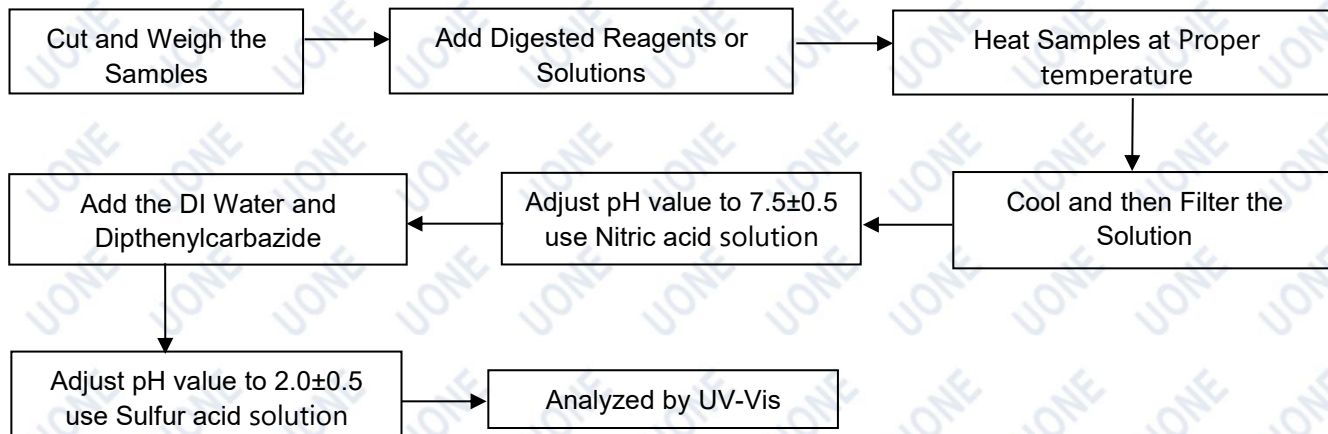 Cut and Weigh the
Samples
Add Digested Reagents or
Solutions
Heat Samples at Proper
temperature
Cool and then Filter the
Solution
Adjust pH value to 7.5±0.5
use Nitric acid solution
Add the DI Water and
Dipthenylcarbazide
Adjust pH value to 2.0±0.5
use Sulfur acid solution
Analyzed by UV-Vis
UONE